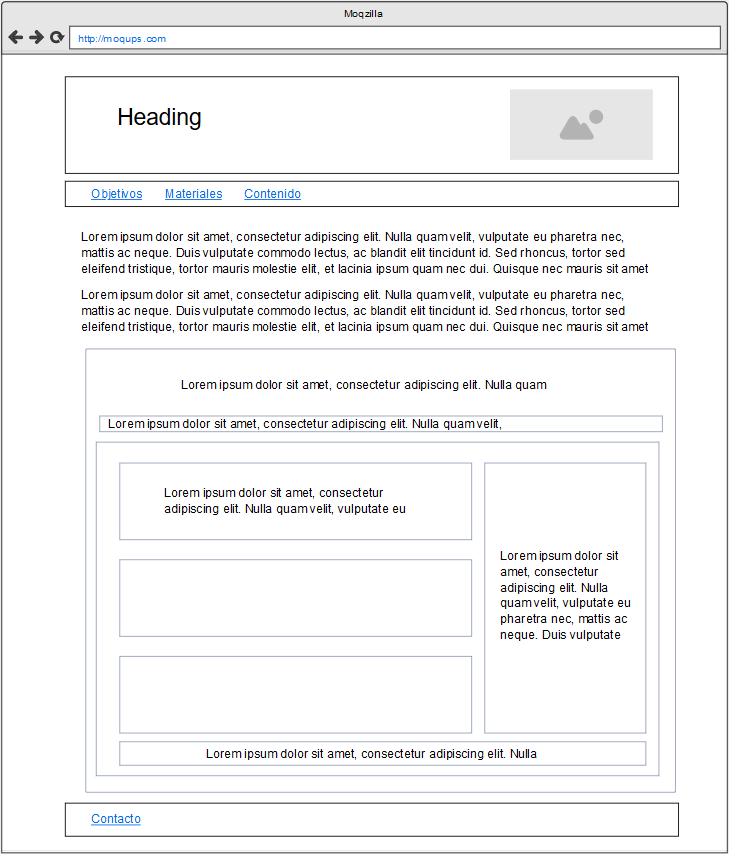 Moqzilla
http://moqups.com
Heading
Objetivos Materiales Contenido
Lorem ipsum dolor sit amet, consectetur adipiscing elit. Nulla quam velit, vulputate eu pharetra nec,
mattis ac neque. Duis vulputate commodo lectus, ac blandit elit tincidunt id. Sed rhoncus, tortor sed
eleifend tristique, tortor mauris molestie elit, et lacinia ipsum quam nec dui. Quisque nec mauris sit amet
Lorem ipsum dolor sit amet, consectetur adipiscing elit. Nulla quam velit, vulputate eu pharetra nec,
mattis ac neque. Duis vulputate commodo lectus, ac blandit elit tincidunt id. Sed rhoncus, tortor sed
eleifend tristique, tortor mauris molestie elit, et lacinia ipsum quam nec dui. Quisque nec mauris sit amet
Lorem ipsum dolor sit amet, consectetur adipiscing elit. Nulla quam
Lorem ipsum dolor sit amet, consectetur adipiscing elit. Nulla quam velit,
Lorem ipsum dolor sit amet, consectetur
adipiscing elit. Nulla quam velit, vulputate eu
Lorem ipsum dolor sit
amet, consectetur
adipiscing elit. Nulla
quam velit, vulputate eu
pharetra nec, mattis ac
neque. Duis vulputate
Lorem ipsum dolor sit amet, consectetur adipiscing elit. Nulla
Contacto